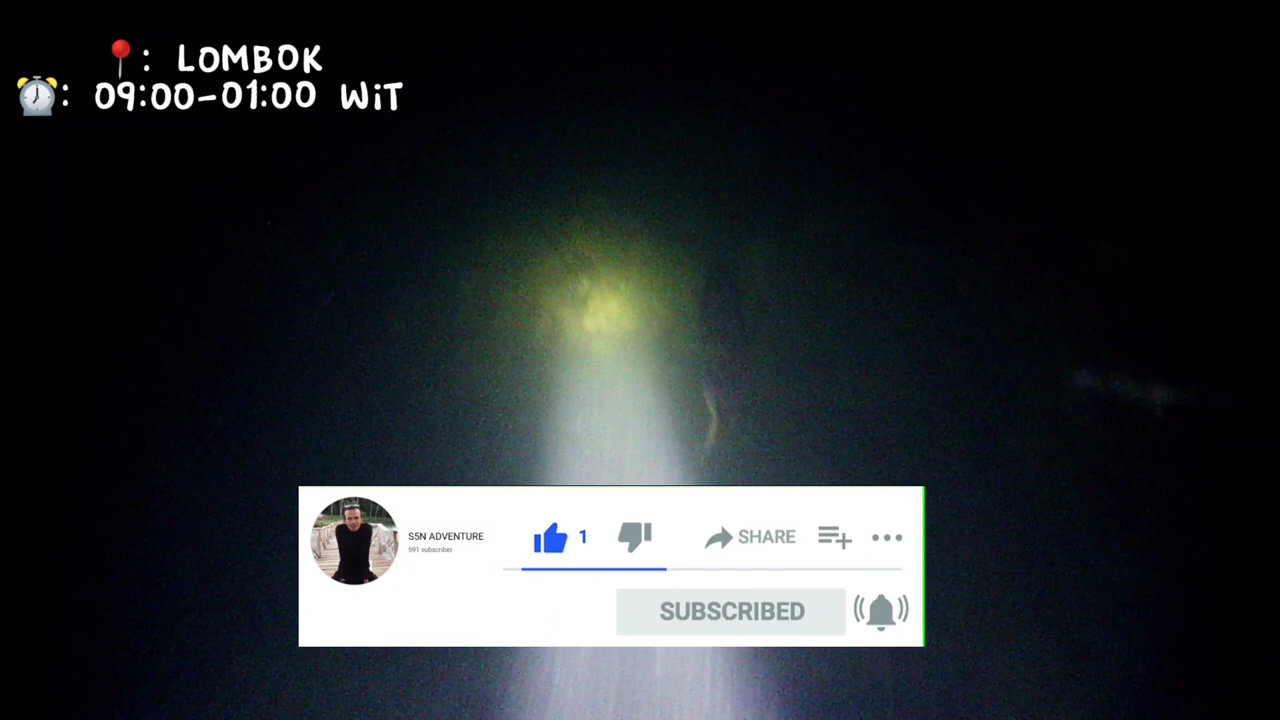 📍: LOMBOK
⏰: 09:00-01:00 WiT
S5N ADVENTURE
591 subscriber
1
SHARE
SUBSCRIBED